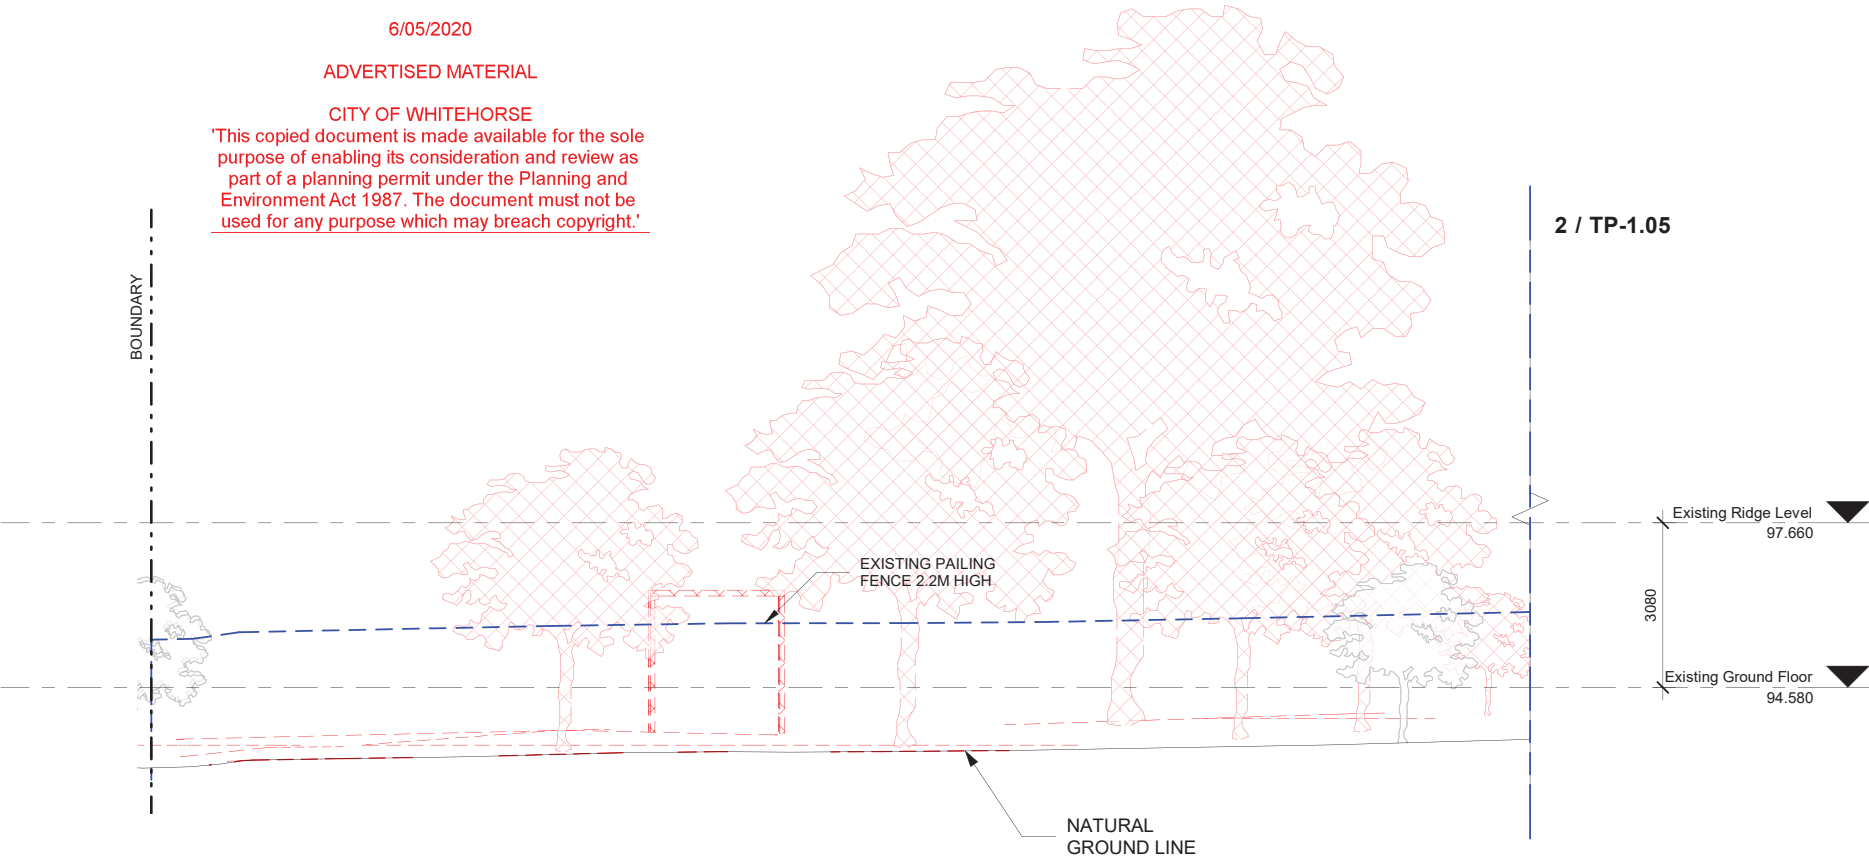 6/05/2020
ADVERTISED MATERIAL
CITY OF WHITEHORSE
'This copied document is made available for the sole
purpose of enabling its consideration and review as
part of a planning permit under the Planning and
Environment Act 1987. The document must not be
used for any purpose which may breach copyright.'
2 / TP-1.05
BOUNDARY
Existing Ridge Level
97.660
EXISTING PAILING
FENCE 2.2M HIGH
3080
Existing Ground Floor
94.580
NATURAL
GROUND LINE